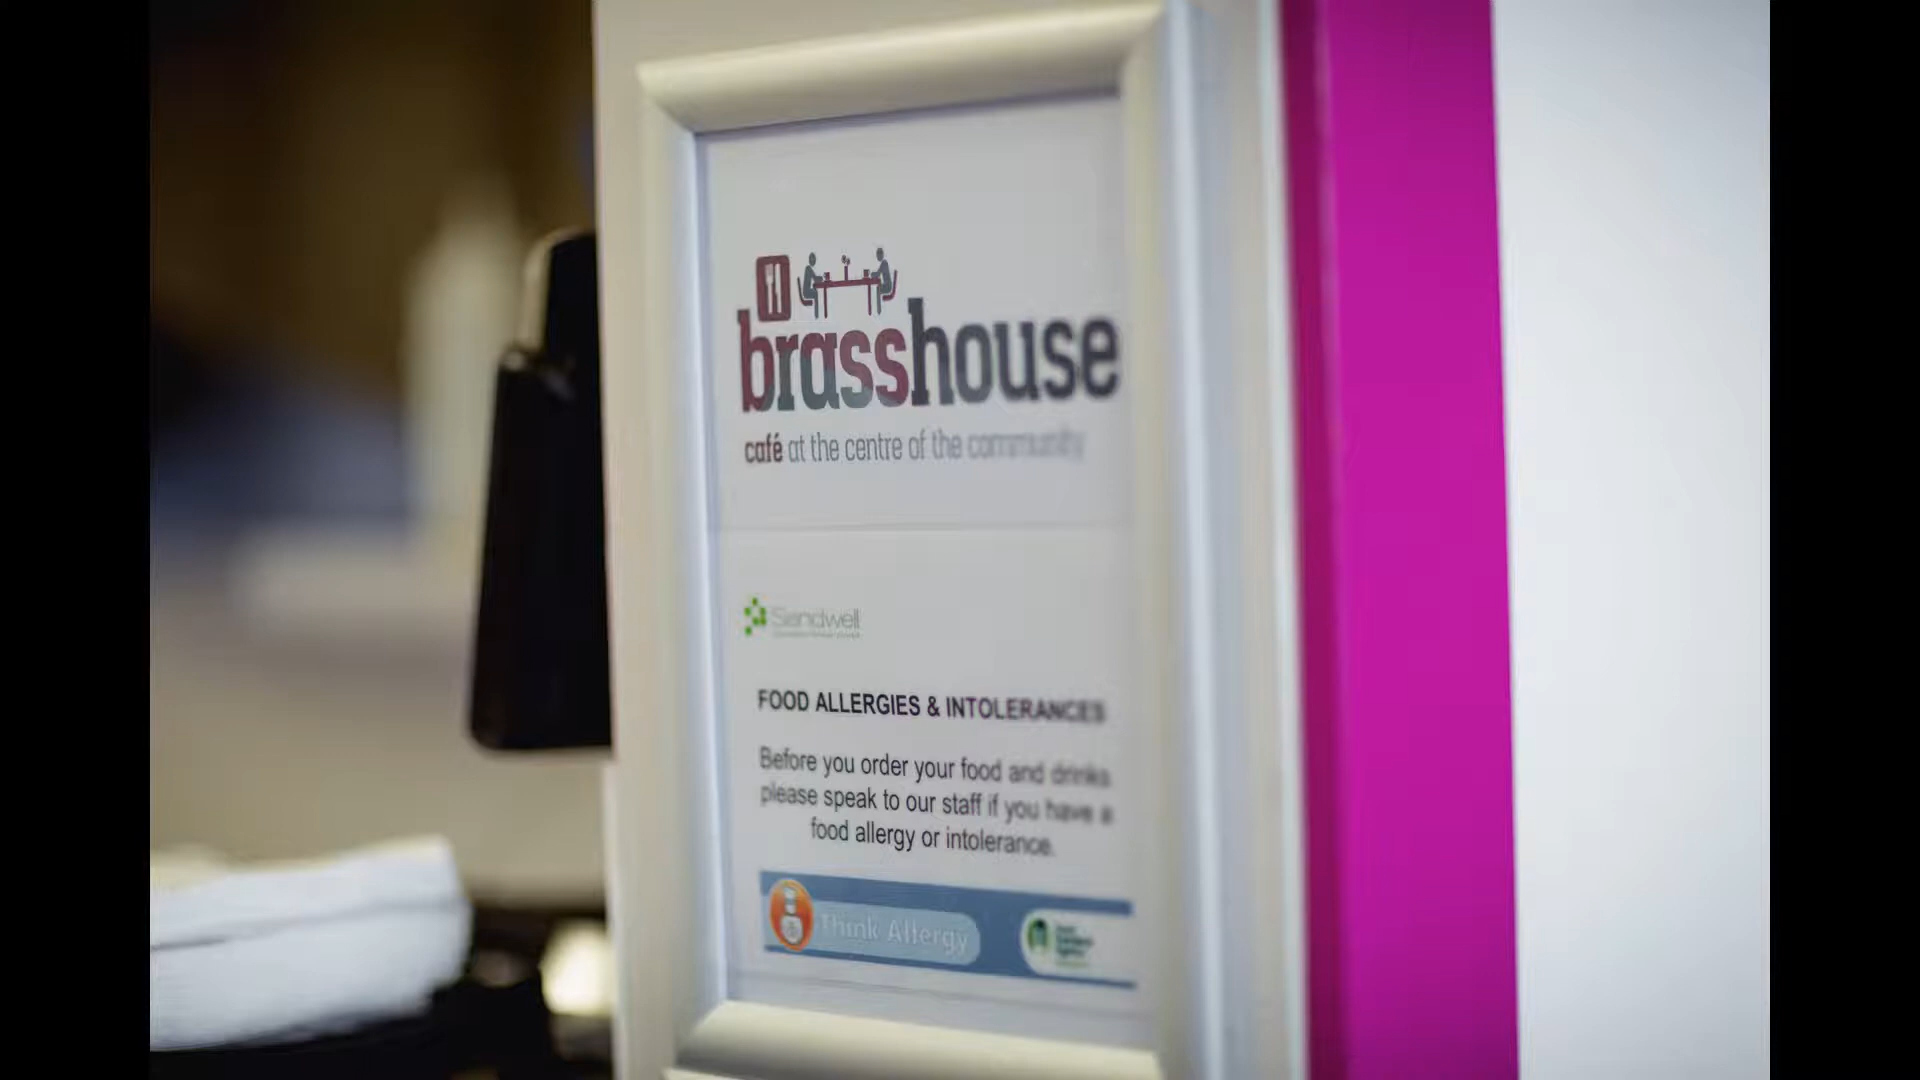 brasshouse
café at the centre of the community
Sandwell
FOOD ALLERGIES & INTOLERANCES
Before you order your food and drinks
please speak to our staff if you have a
food allergy or intolerance.
Think Allergy